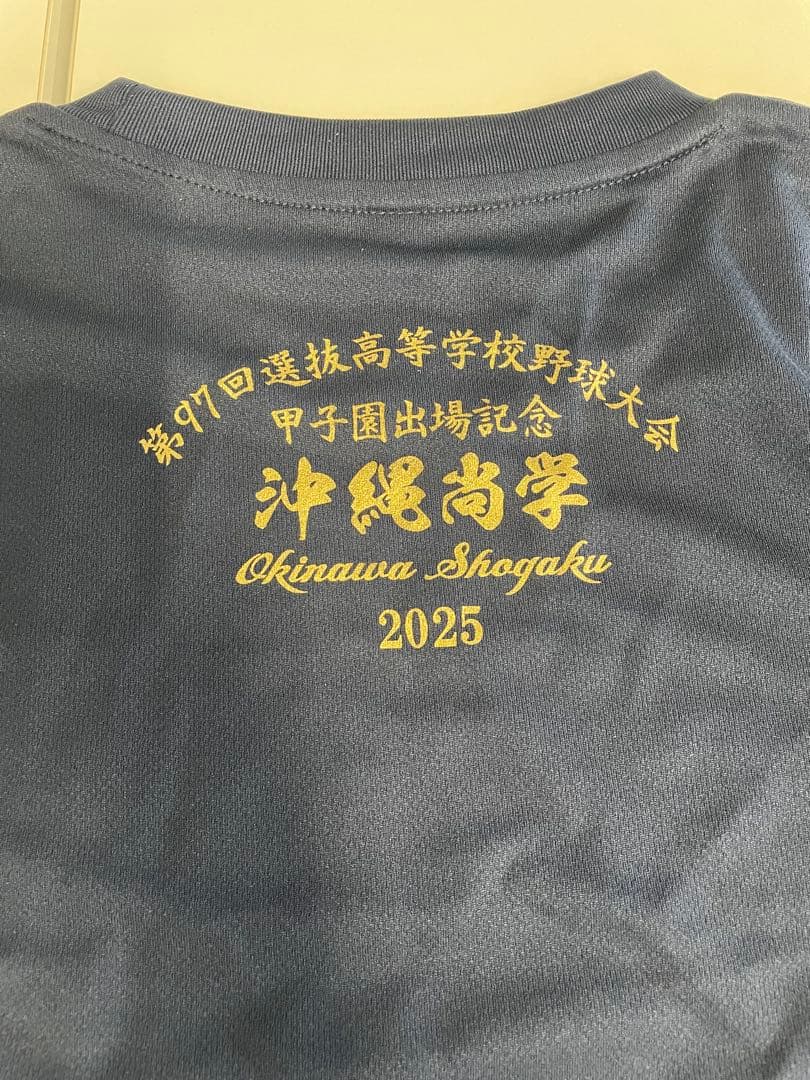 第97回選抜高等学校野球大会
甲子園出場記念
沖縄尚学
Okinawa Shogaku
2025